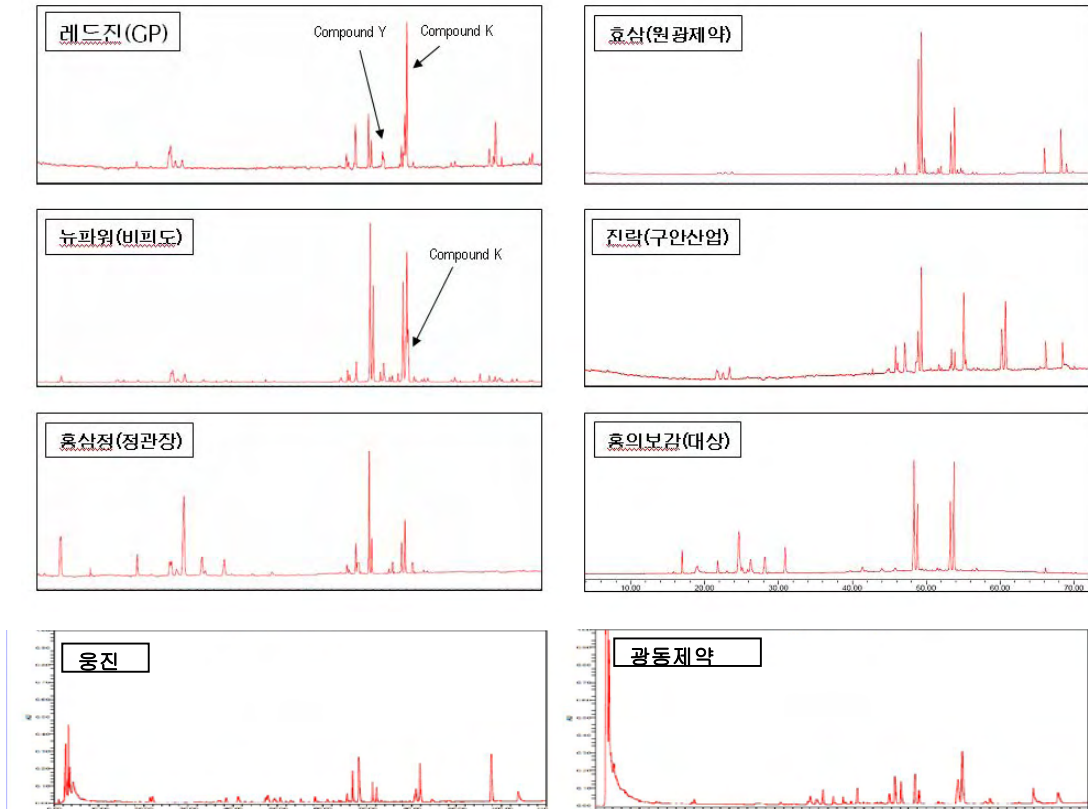 레드진(GP)
Compound Y
Compound K
효삼(원광제약)
뉴파워(비피도)
Compound K
진락(구안산업)
홍삼정(정관장)
홍의보감(대상)
10.00 20.00 30.00 40.00 50.00 60.00 70.00
웅진
광동제약